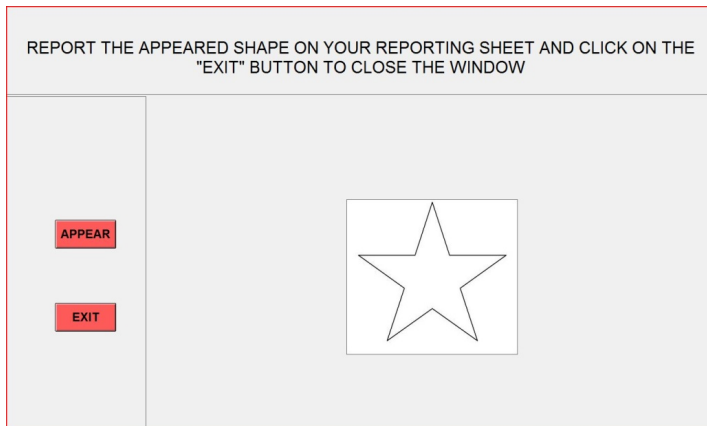 REPORT THE APPEARED SHAPE ON YOUR REPORTING SHEET AND CLICK ON THE
"EXIT" BUTTON TO CLOSE THE WINDOW
APPEAR
EXIT